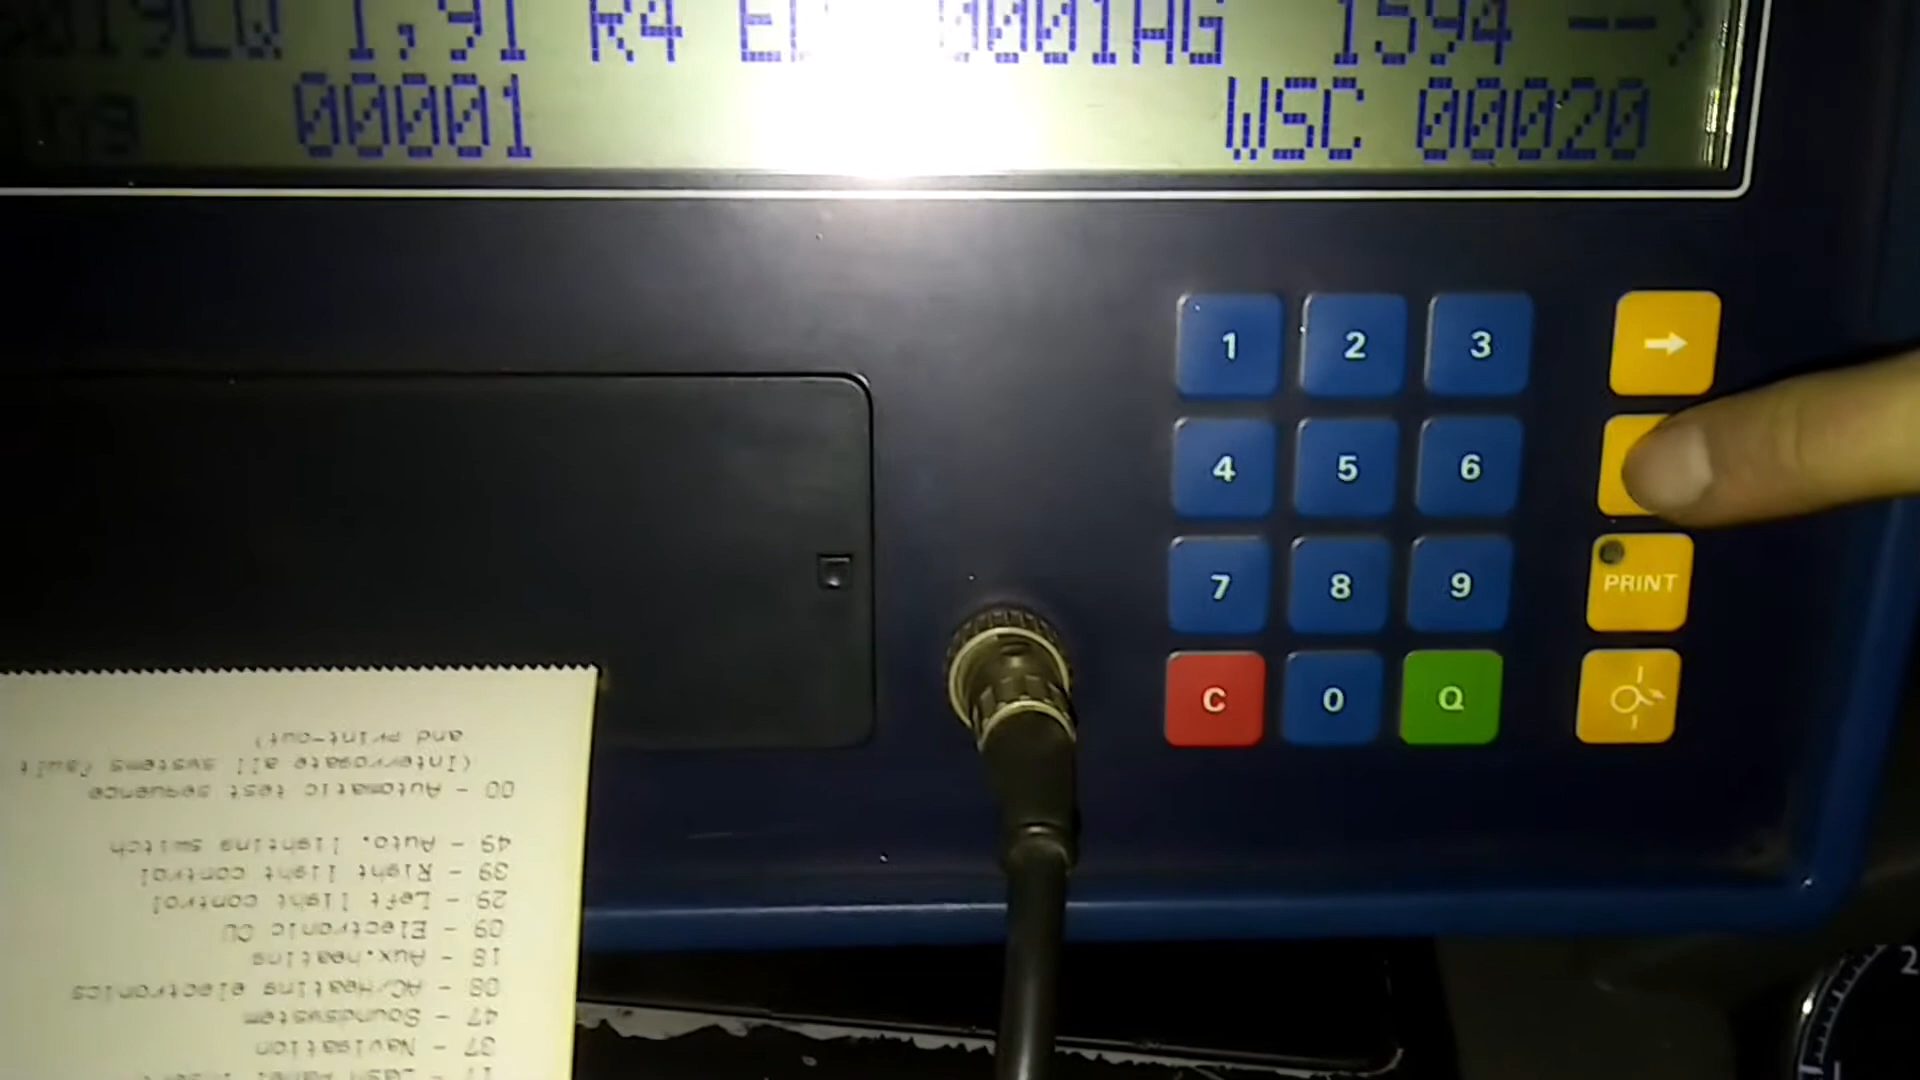 1,91 R4 0001AG 1594 -->
00001 WSC 00020
1 2 3 →
4 5 6
7 8 9 PRINT
C 0 Q
and print-out)
(Interrogate all systems fault
00 - Automatic test sequence
49 - Auto. lighting switch
39 - Right light control
29 - Left light control
09 - Electronic CU
18 - Aux.heating
08 - AC/Heating electronics
47 - Soundsystem
37 - Navigation
2